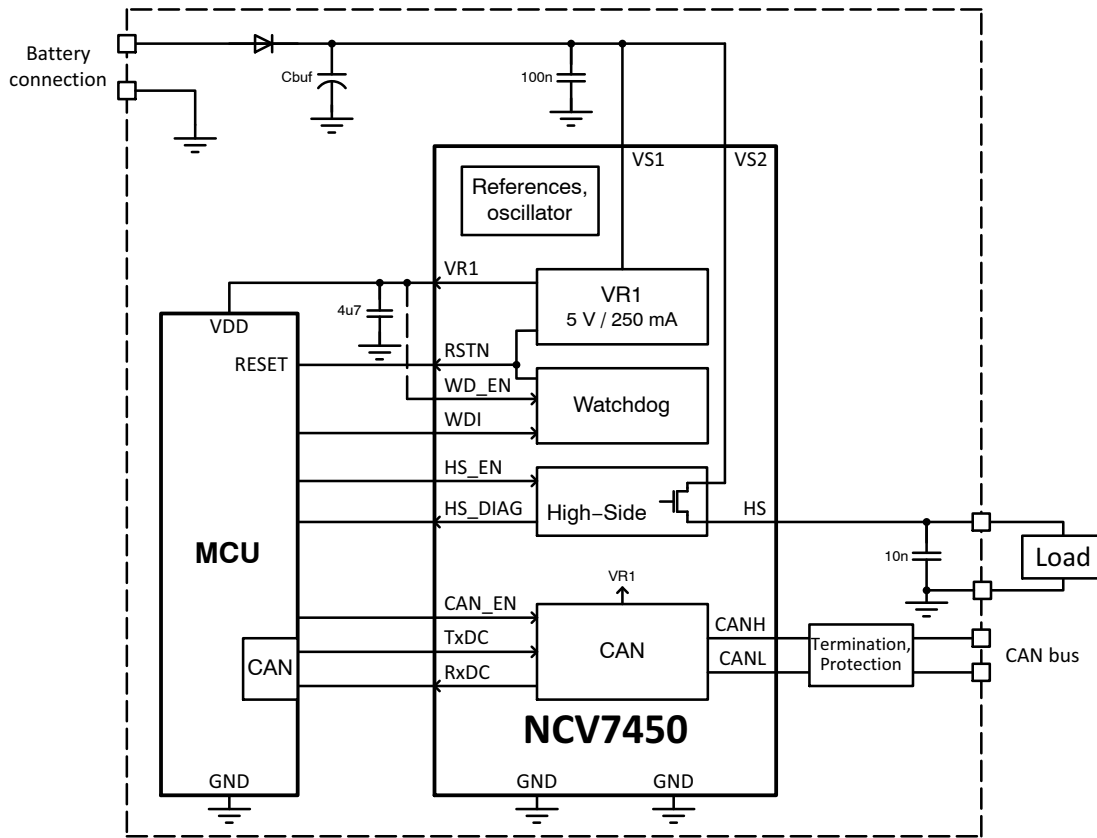 Battery
connection
Cbuf
100n
VS1
VS2
References,
oscillator
VR1
VR1
5 V / 250 mA
4u7
VDD
RESET
RSTN
WD_EN
Watchdog
WDI
HS_EN
HS_DIAG
High−Side
HS
MCU
10n
Load
VR1
CAN_EN
TxDC
RxDC
CAN
CAN
CANH
CANL
Termination,
Protection
CAN bus
NCV7450
GND
GND
GND